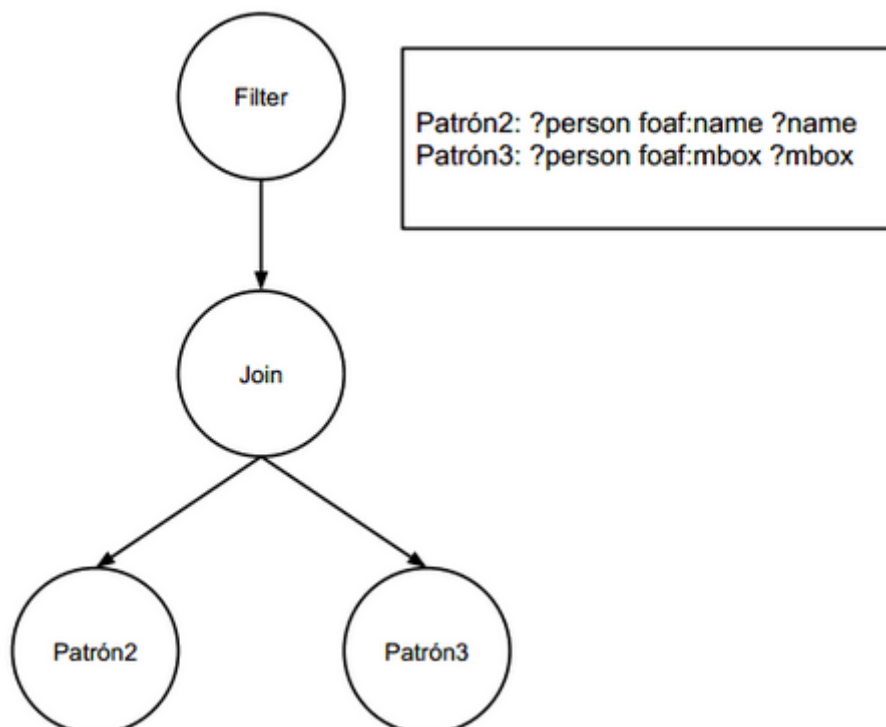 Filter
Patrón2: ?person foaf:name ?name
Patrón3: ?person foaf:mbox ?mbox
Join
Patrón2
Patrón3